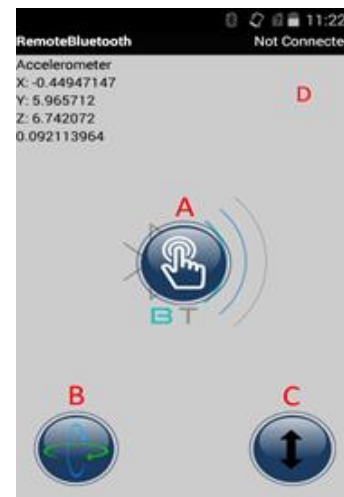 11:22
RemoteBluetooth
Not Connecte
Accelerometer
X: -0.44947147
Y: 5.965712
Z: 6.742072
0.092113964
D
A
BT
B
C